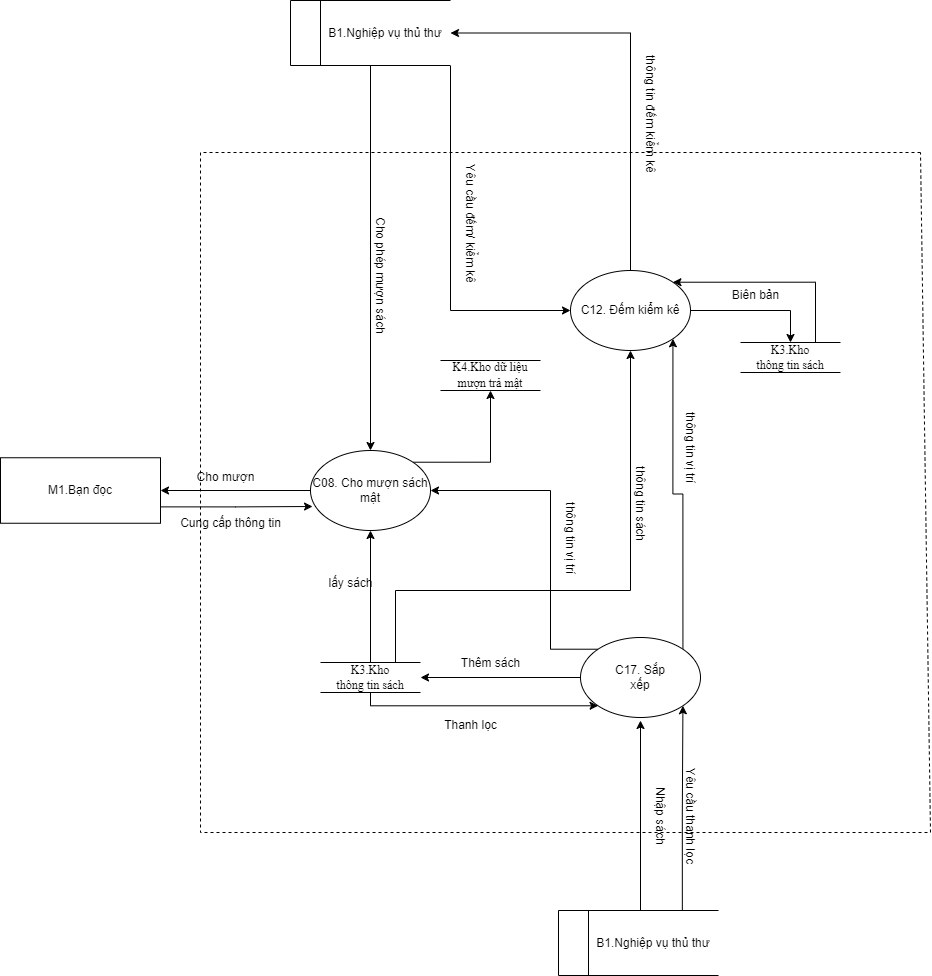 B1.Nghiệp vụ thủ thư
thông tin đếm kiểm kê
Yêu cầu đếm/ kiểm kê
Cho phép mượn sách
C12. Đếm kiểm kê
Biên bản
K3.Kho
thông tin sách
K4.Kho dữ liệu
mượn trả mật
thông tin vị trí
M1.Bạn đọc
Cho mượn
C08. Cho mượn sách
mật
Cung cấp thông tin
thông tin sách
thông tin vị trí
lấy sách
K3.Kho
thông tin sách
Thêm sách
C17. Sắp
xếp
Thanh lọc
Nhập sách
Yêu cầu thanh lọc
B1.Nghiệp vụ thủ thư